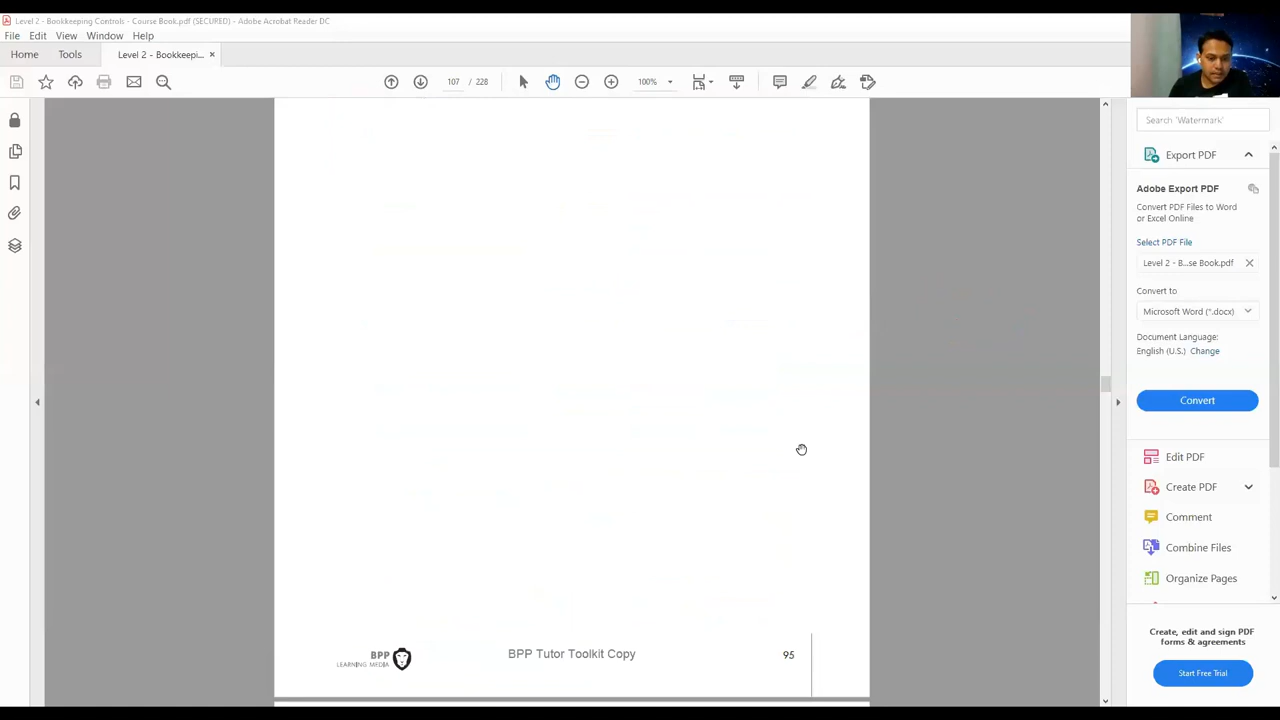 Level 2 - Bookkeeping Controls - Course Book.pdf (SECURED) - Adobe Acrobat Reader DC
File Edit View Window Help
Home Tools Level 2 - Bookkeepi... ×
107 / 228 100%
Search 'Watermark'
Export PDF
Adobe Export PDF
Convert PDF Files to Word
or Excel Online
Select PDF File
Level 2 - B...se Book.pdf
Convert to
Microsoft Word (*.docx)
Document Language:
English (U.S.) Change
Convert
Edit PDF
Create PDF
Comment
Combine Files
Organize Pages
Create, edit and sign PDF
forms & agreements
Start Free Trial
BPP
LEARNING MEDIA
BPP Tutor Toolkit Copy
95